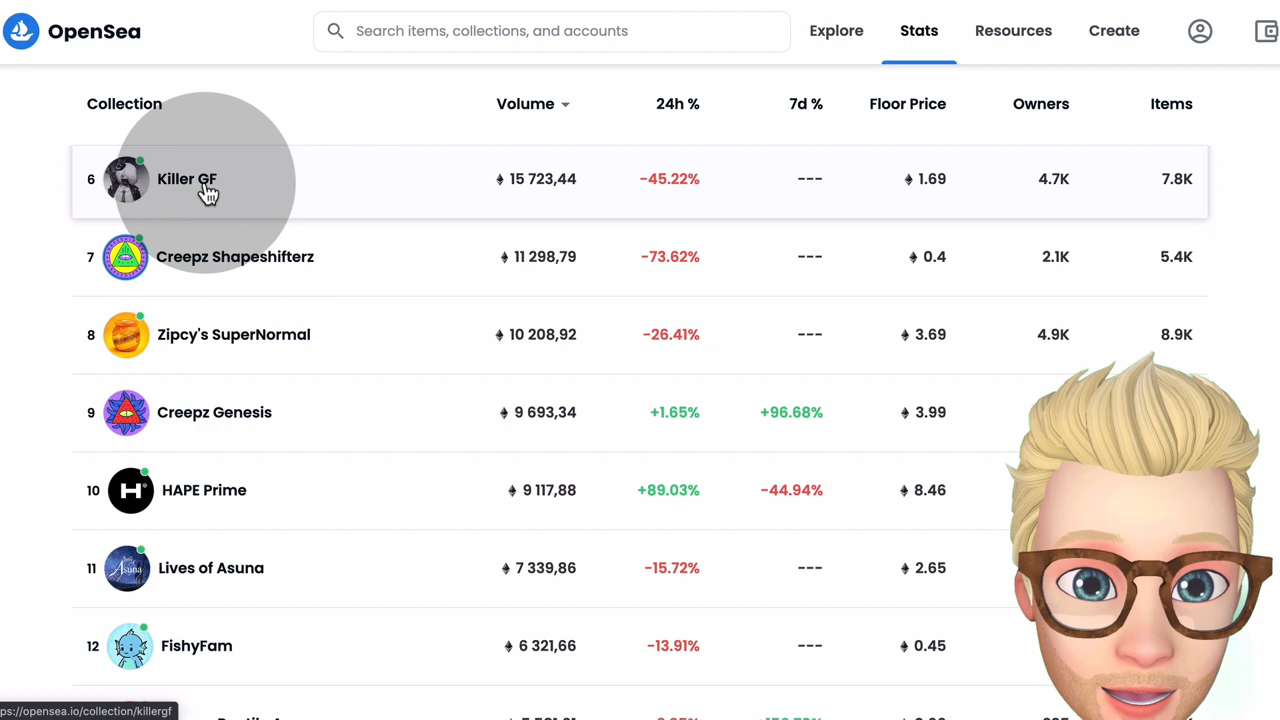 OpenSea
Search items, collections, and accounts
Explore
Stats
Resources
Create
Collection Volume 24h % 7d % Floor Price Owners Items
6 Killer GF 15 723,44 -45.22% --- 1.69 4.7K 7.8K
7 Creepz Shapeshifterz 11 298,79 -73.62% --- 0.4 2.1K 5.4K
8 Zipcy's SuperNormal 10 208,92 -26.41% --- 3.69 4.9K 8.9K
9 Creepz Genesis 9 693,34 +1.65% +96.68% 3.99
10 H HAPE Prime 9 117,88 +89.03% -44.94% 8.46
11 Asuna Lives of Asuna 7 339,86 -15.72% --- 2.65
12 FishyFam 6 321,66 -13.91% --- 0.45
ps://opensea.io/collection/killergf